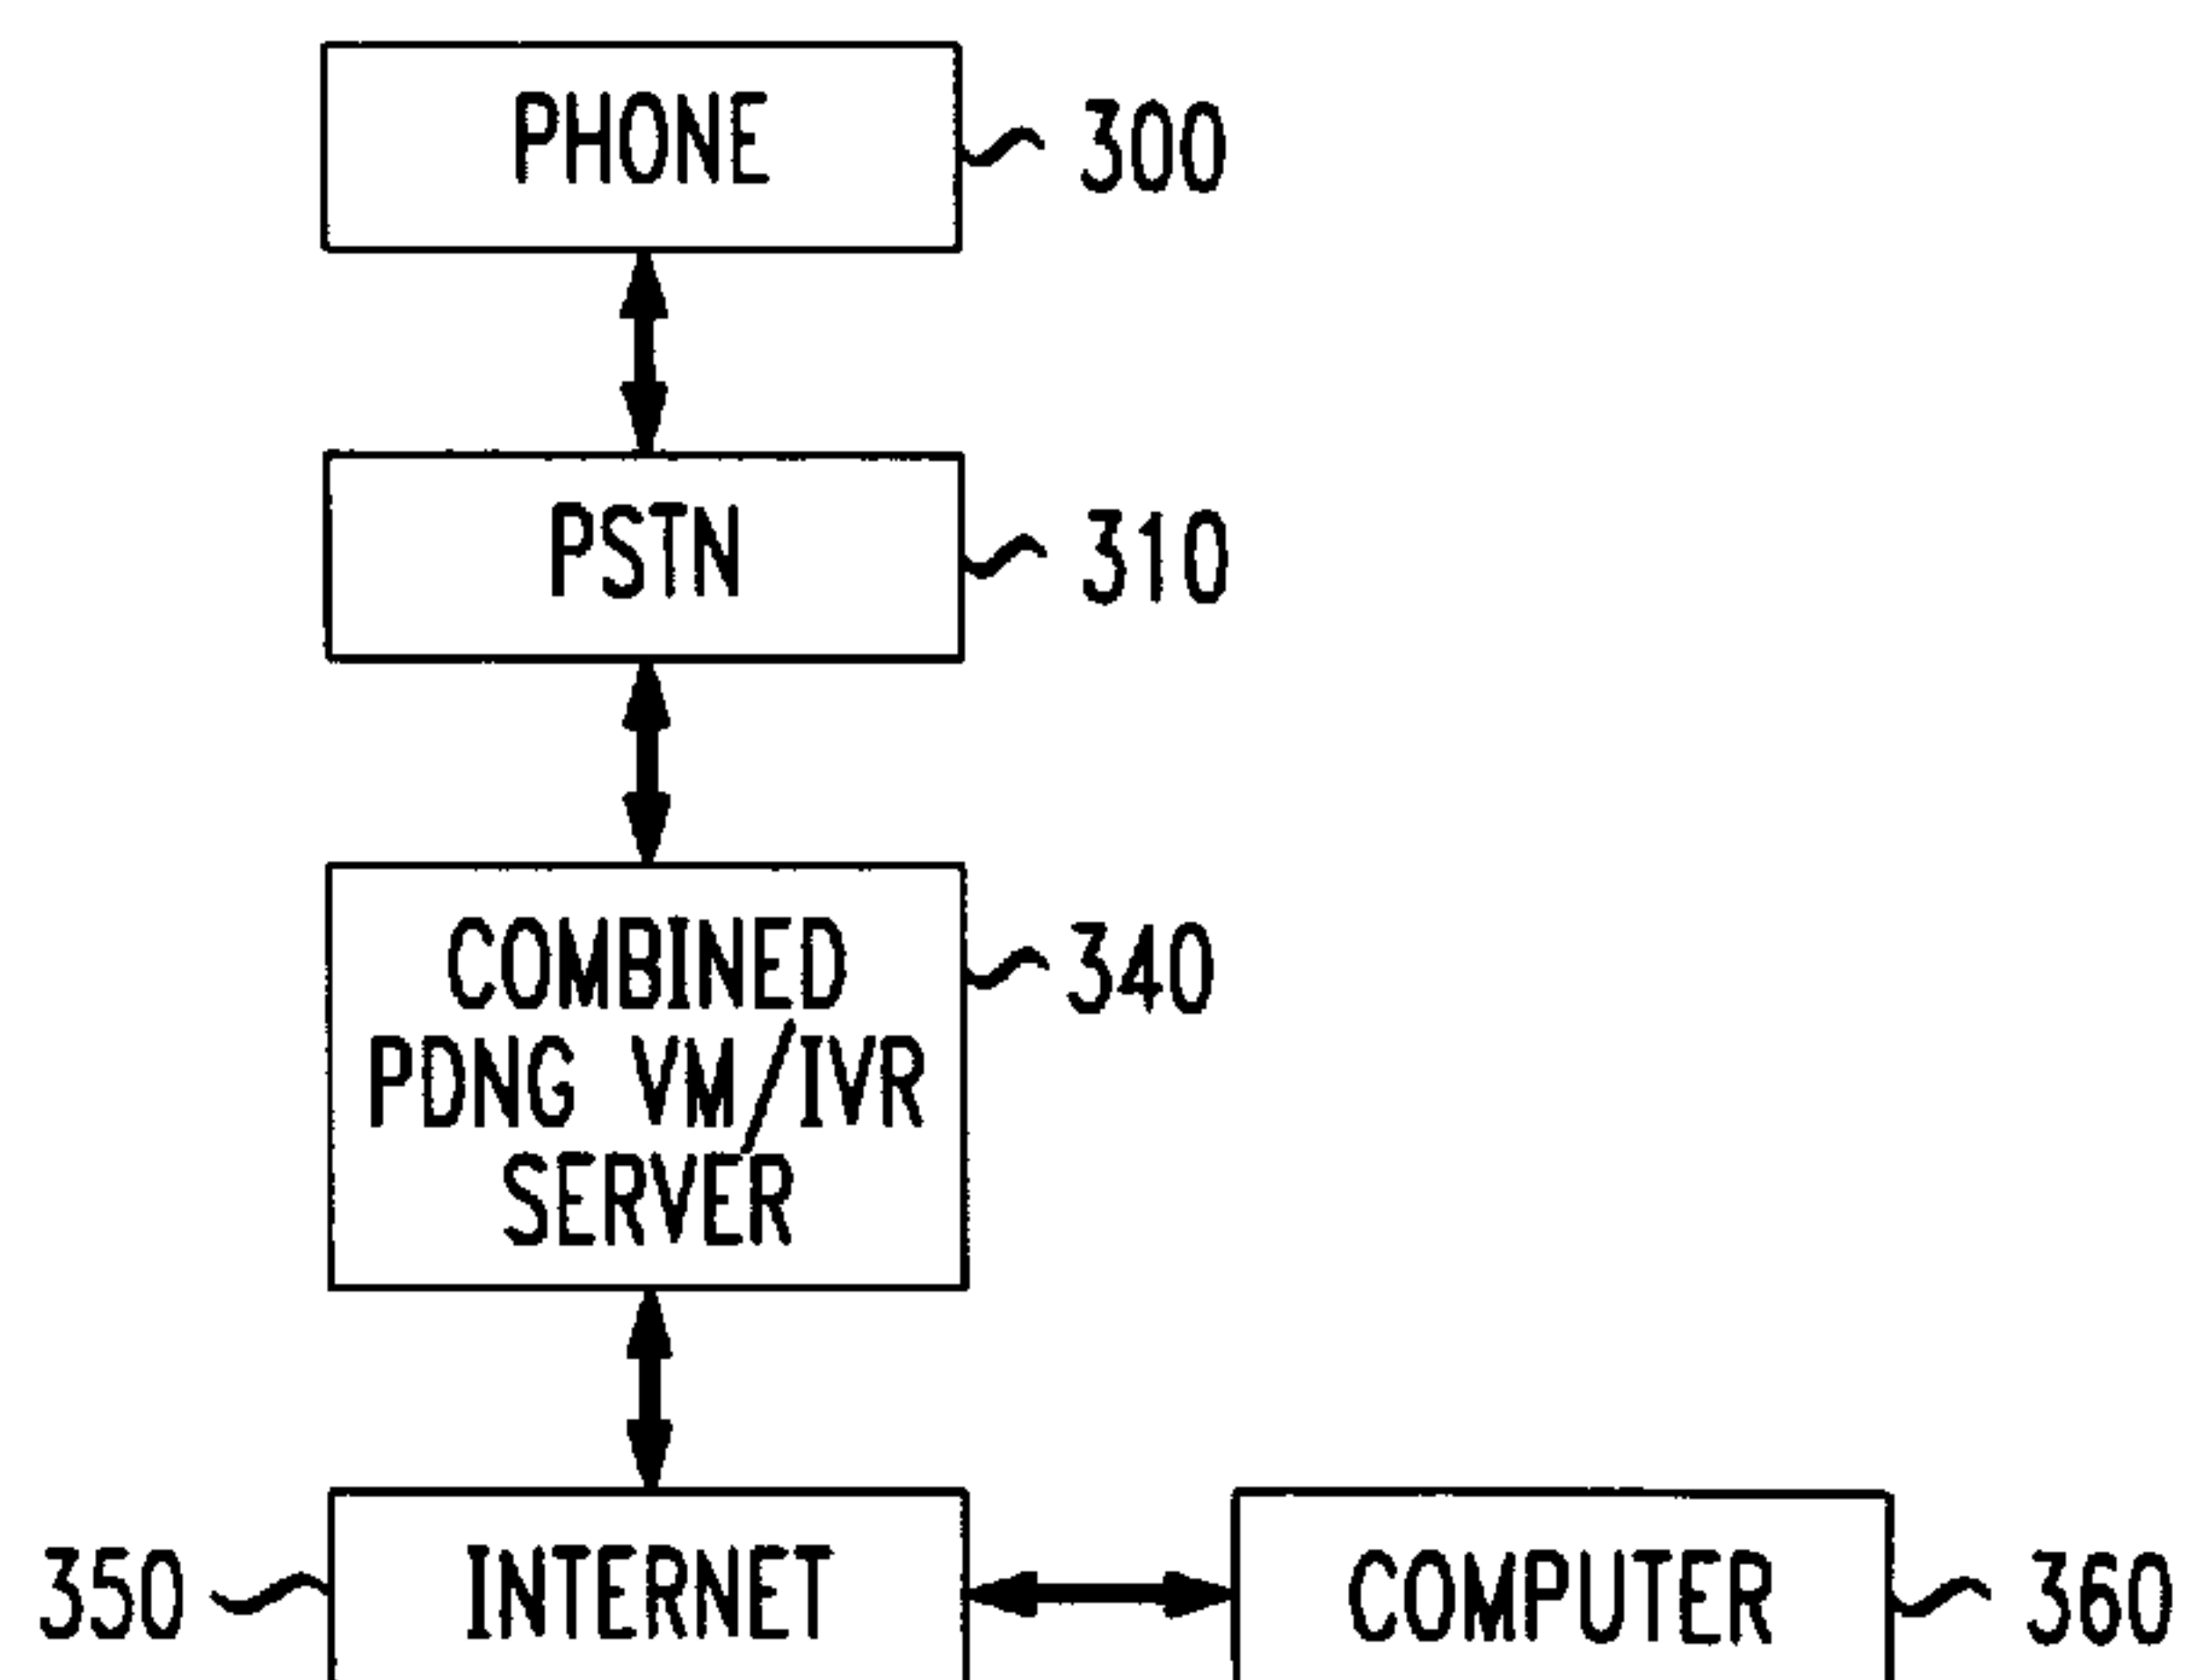 PHONE
300
PSTN
310
COMBINED
PDNG VM/IVR
SERVER
340
350
INTERNET
COMPUTER
360